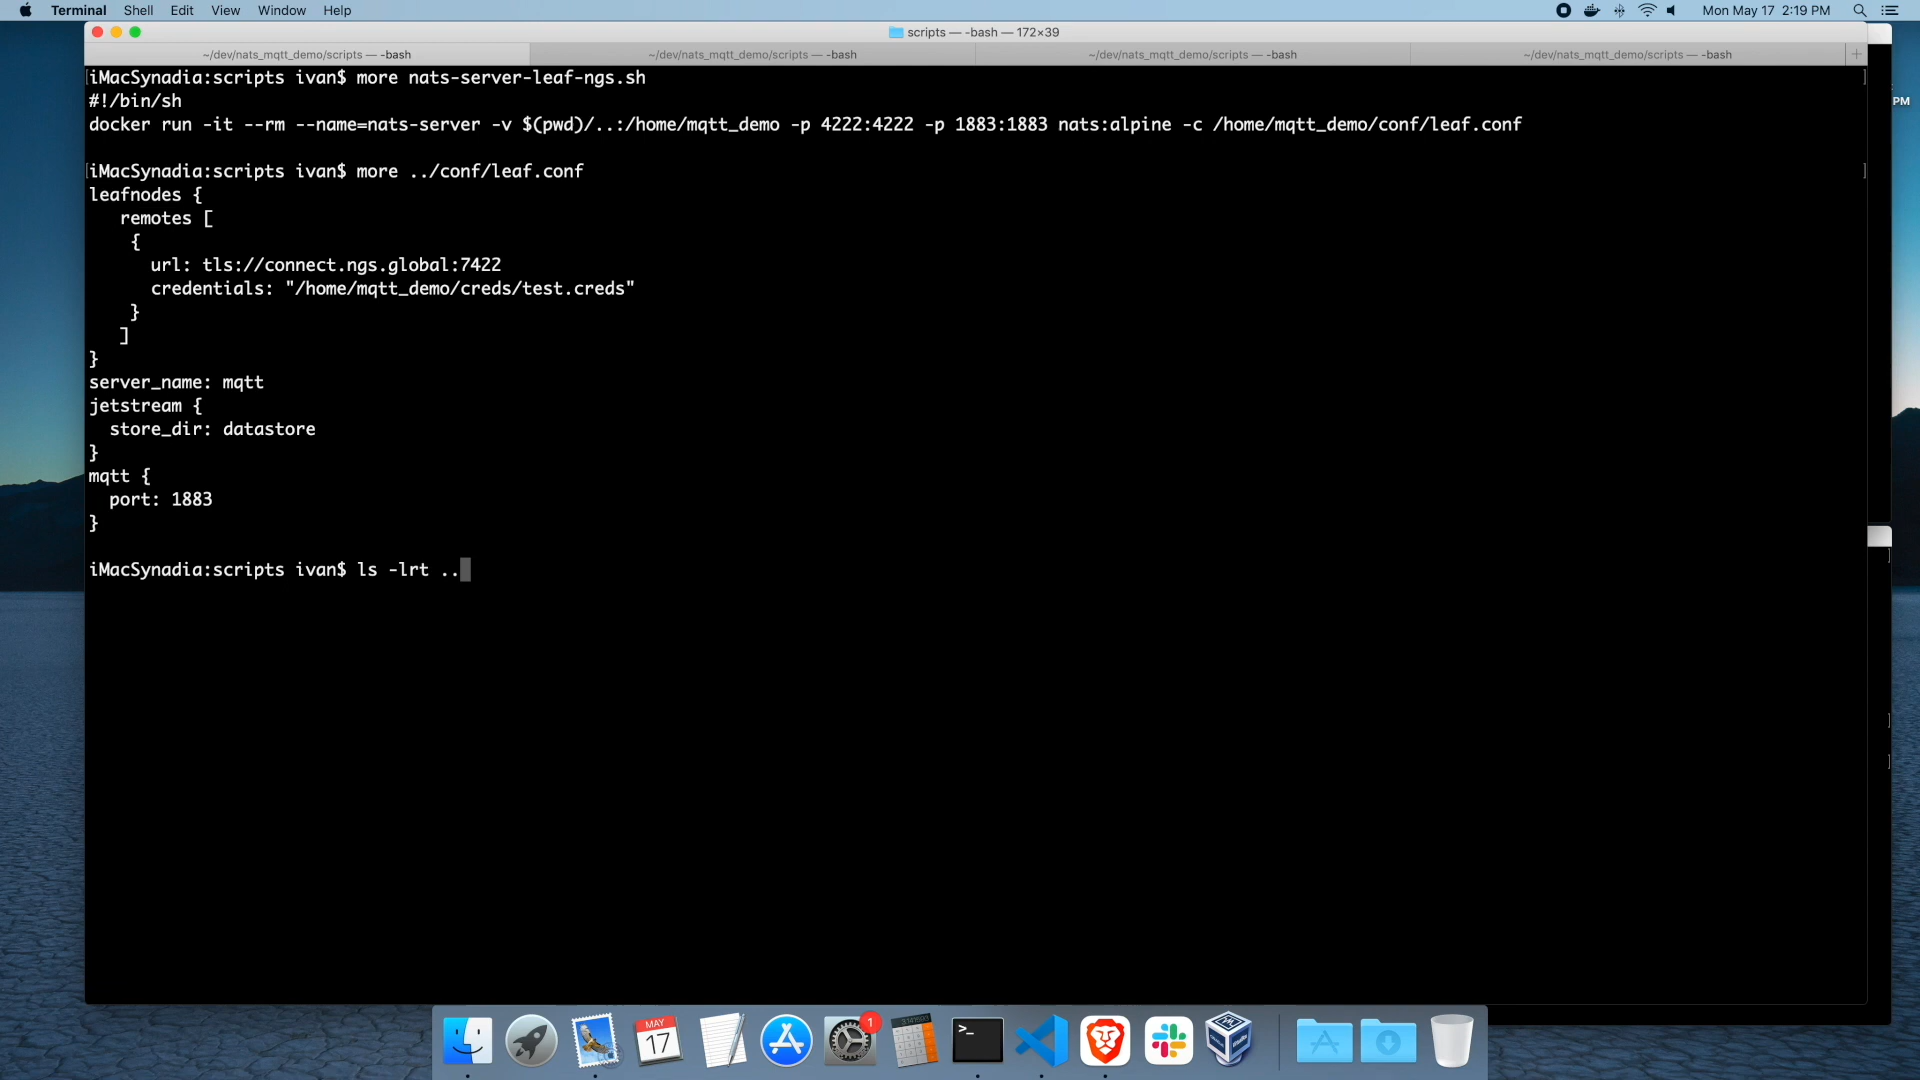 Terminal Shell Edit View Window Help Mon May 17 2:19 PM
scripts — -bash — 172×39
~/dev/nats_mqtt_demo/scripts — -bash ~/dev/nats_mqtt_demo/scripts — -bash ~/dev/nats_mqtt_demo/scripts — -bash ~/dev/nats_mqtt_demo/scripts — -bash +
[iMacSynadia:scripts ivan$ more nats-server-leaf-ngs.sh ]
#!/bin/sh
PM
docker run -it --rm --name=nats-server -v $(pwd)/..:/home/mqtt_demo -p 4222:4222 -p 1883:1883 nats:alpine -c /home/mqtt_demo/conf/leaf.conf
[iMacSynadia:scripts ivan$ more ../conf/leaf.conf ]
leafnodes {
remotes [
{
url: tls://connect.ngs.global:7422
credentials: "/home/mqtt_demo/creds/test.creds"
}
]
}
server_name: mqtt
jetstream {
store_dir: datastore
}
mqtt {
port: 1883
}
iMacSynadia:scripts ivan$ ls -lrt ..
MAY
17
1
>_